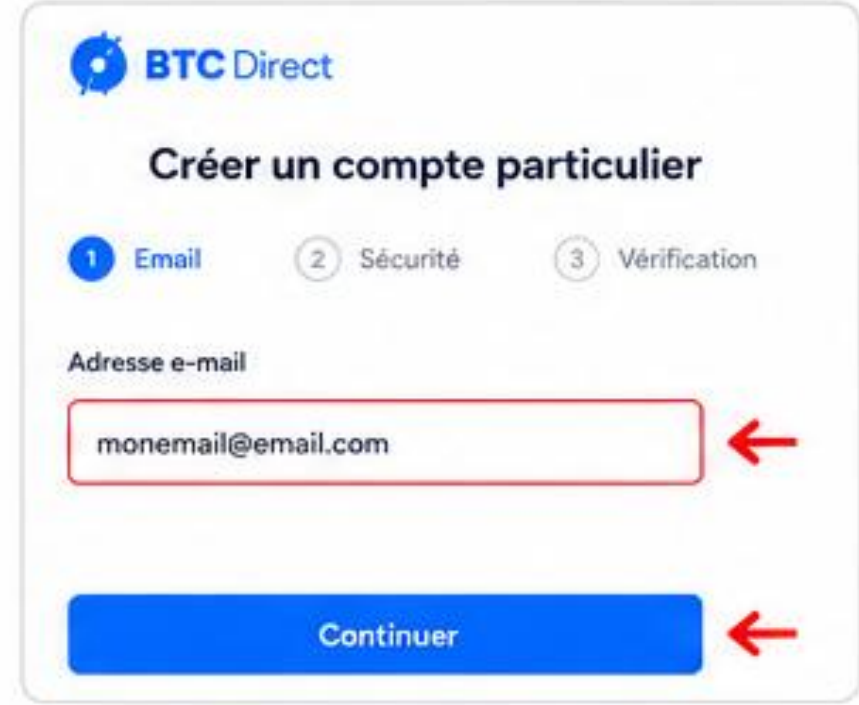 BTC Direct
Créer un compte particulier
1 Email 2 Sécurité 3 Vérification
Adresse e-mail
monemail@email.com
Continuer